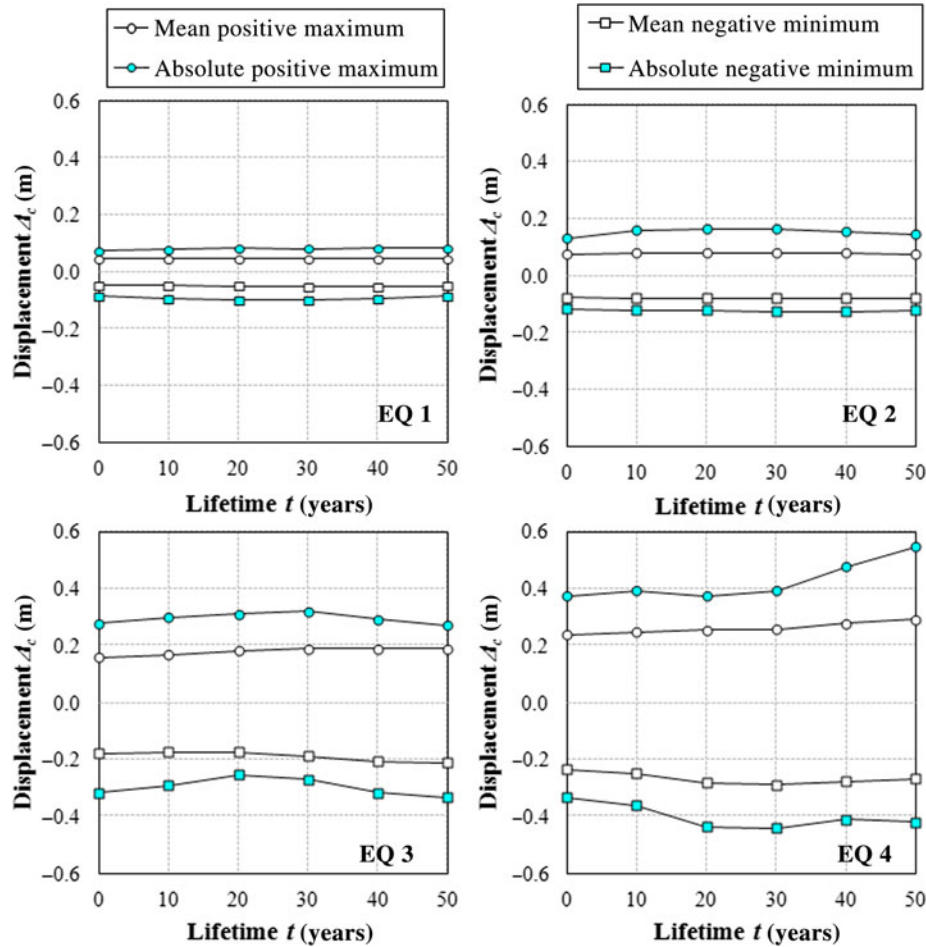 Mean positive maximum
Absolute positive maximum
Mean negative minimum
Absolute negative minimum
0.6
0.4
0.2
0.0
–0.2
–0.4
–0.6
Displacement Δc (m)
EQ 1
0 10 20 30 40 50
Lifetime t (years)
0.6
0.4
0.2
0.0
–0.2
–0.4
–0.6
Displacement Δc (m)
EQ 2
0 10 20 30 40 50
Lifetime t (years)
0.6
0.4
0.2
0.0
–0.2
–0.4
–0.6
Displacement Δc (m)
EQ 3
0 10 20 30 40 50
Lifetime t (years)
0.6
0.4
0.2
0.0
–0.2
–0.4
–0.6
Displacement Δc (m)
EQ 4
0 10 20 30 40 50
Lifetime t (years)